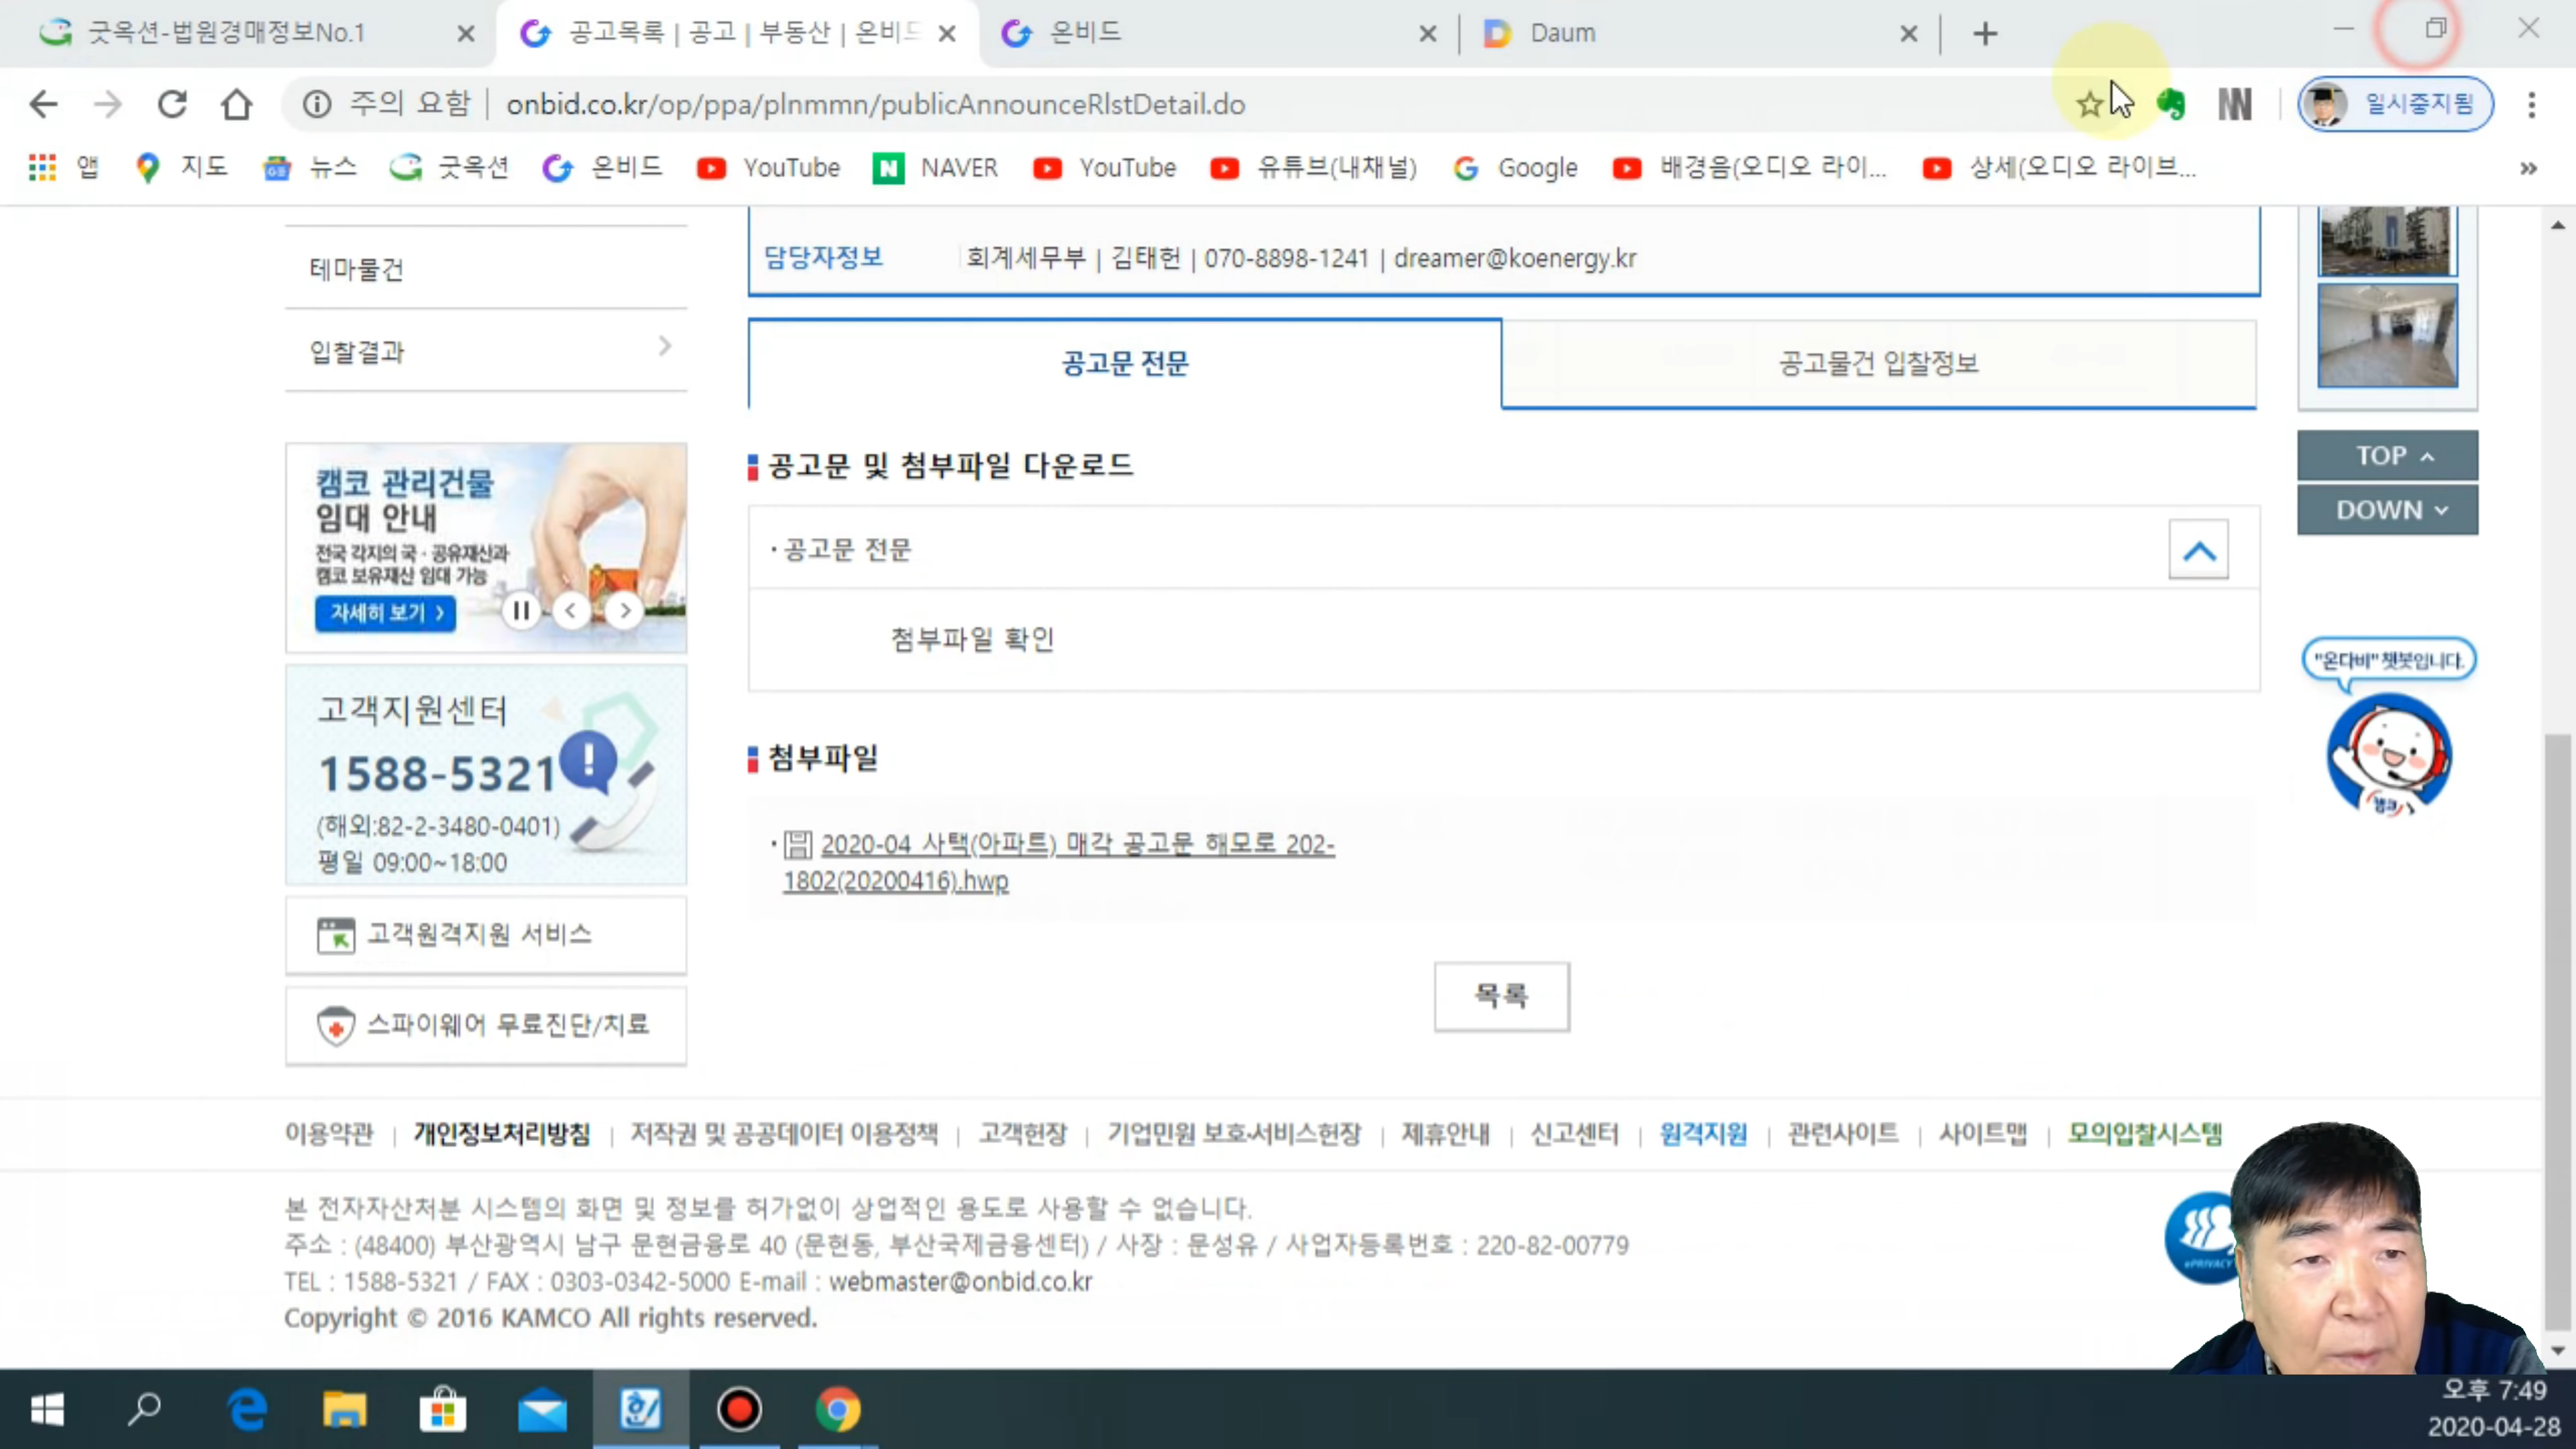 굿옥션-법원경매정보No.1
공고목록 | 공고 | 부동산 | 온비드
온비드
Daum
주의 요함 | onbid.co.kr/op/ppa/plnmmn/publicAnnounceRlstDetail.do
일시중지됨
앱 지도 뉴스 굿옥션 온비드 YouTube NAVER YouTube 유튜브(내채널) Google 배경음(오디오 라이... 상세(오디오 라이브... »
테마물건
입찰결과
캠코 관리건물
임대 안내
전국 각지의 국·공유재산과
캠코 보유재산 임대 가능
자세히 보기 >
고객지원센터
1588-5321
(해외:82-2-3480-0401)
평일 09:00~18:00
고객원격지원 서비스
스파이웨어 무료진단/치료
담당자정보 회계세무부 | 김태헌 | 070-8898-1241 | dreamer@koenergy.kr
공고문 전문 공고물건 입찰정보
공고문 및 첨부파일 다운로드
· 공고문 전문
첨부파일 확인
첨부파일
· 2020-04 사택(아파트) 매각 공고문 해모로 202-
1802(20200416).hwp
목록
TOP
DOWN
"온다비" 챗봇입니다.
캠코
이용약관 | 개인정보처리방침 | 저작권 및 공공데이터 이용정책 | 고객헌장 | 기업민원 보호·서비스헌장 | 제휴안내 | 신고센터 | 원격지원 | 관련사이트 | 사이트맵 | 모의입찰시스템
본 전자자산처분 시스템의 화면 및 정보를 허가없이 상업적인 용도로 사용할 수 없습니다.
주소 : (48400) 부산광역시 남구 문현금융로 40 (문현동, 부산국제금융센터) / 사장 : 문성유 / 사업자등록번호 : 220-82-00779
TEL : 1588-5321 / FAX : 0303-0342-5000 E-mail : webmaster@onbid.co.kr
Copyright © 2016 KAMCO All rights reserved.
ePRIVACY
오후 7:49
2020-04-28